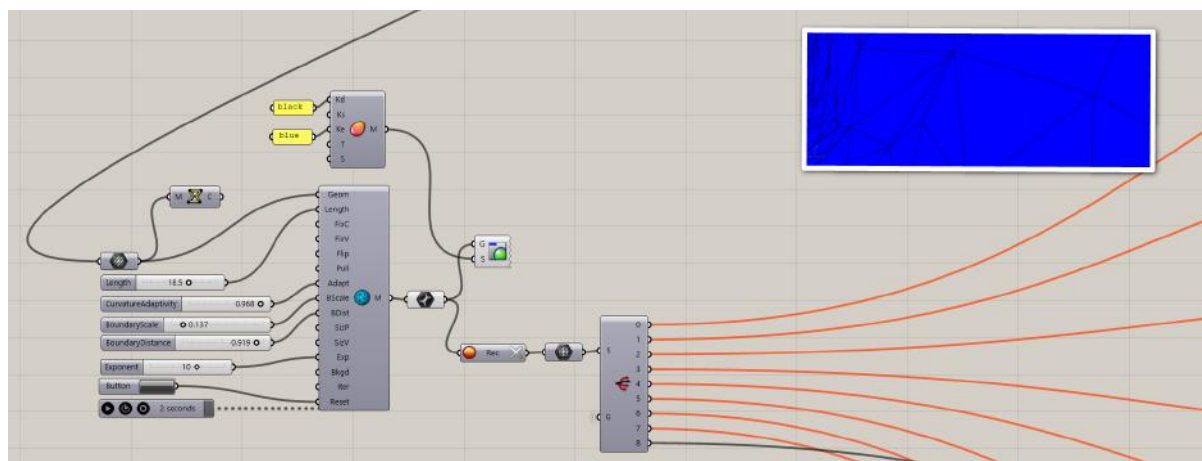 black
blue
Kd
Ks
Ke
T
S
M
M
C
Geom
Length
FixC
FixV
Flip
Pull
Adapt
BScale
BDist
SizP
SizV
Exp
Bkgd
Iter
Reset
M
Length
18.5
CurvatureAdaptivity
0.968
BoundaryScale
0.137
BoundaryDistance
0.919
Exponent
10
Button
2 seconds
G
S
Rec
S
G
0
1
2
3
4
5
6
7
8